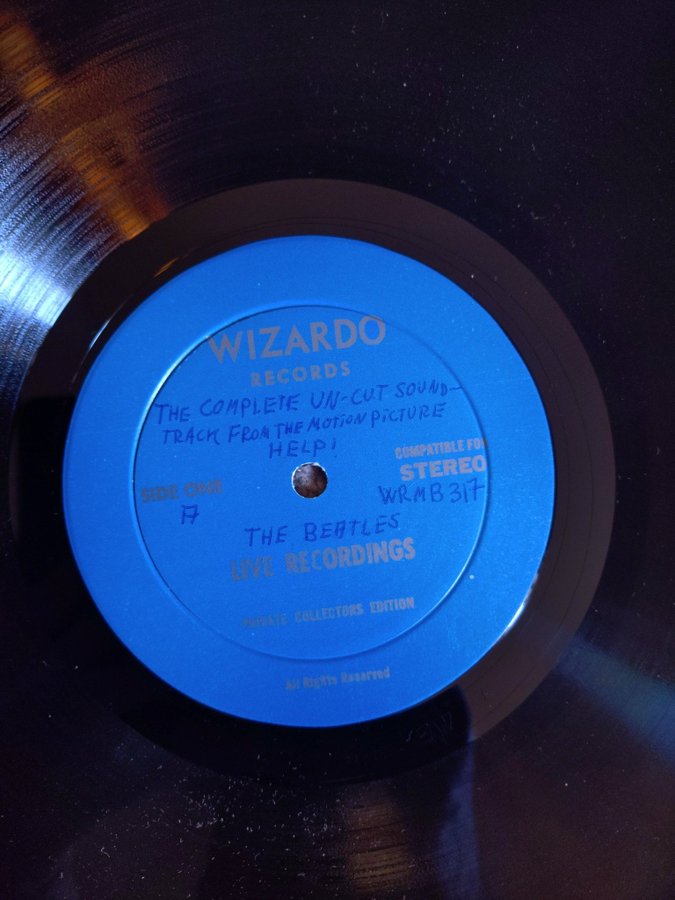 WIZARDO
RECORDS
THE COMPLETE UN-CUT SOUND-
TRACK FROM THE MOTION PICTURE
HELP!
COMPATIBLE FOR
STEREO
SIDE ONE
A
WRMB 317
THE BEATLES
LIVE RECORDINGS
PRIVATE COLLECTORS EDITION
All Rights Reserved